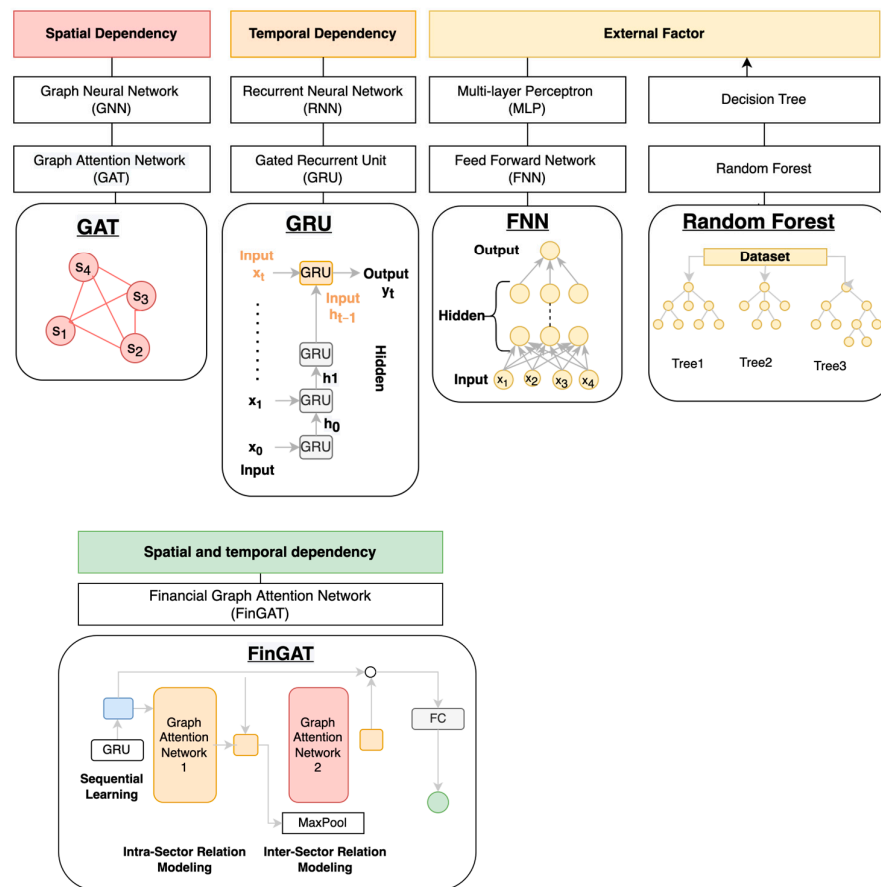 Spatial Dependency
Temporal Dependency
External Factor
Graph Neural Network
(GNN)
Recurrent Neural Network
(RNN)
Multi-layer Perceptron
(MLP)
Decision Tree
Graph Attention Network
(GAT)
Gated Recurrent Unit
(GRU)
Feed Forward Network
(FNN)
Random Forest
GAT
s4
s3
s1
s2
GRU
Input
xt
GRU
Output
yt
Input
ht-1
Hidden
GRU
h1
x1
GRU
h0
x0
GRU
Input
FNN
Output
Hidden
Input
x1
x2
x3
x4
Random Forest
Dataset
Tree1
Tree2
Tree3
Spatial and temporal dependency
Financial Graph Attention Network
(FinGAT)
FinGAT
GRU
Sequential
Learning
Graph
Attention
Network
1
Graph
Attention
Network
2
FC
MaxPool
Intra-Sector Relation
Modeling
Inter-Sector Relation
Modeling